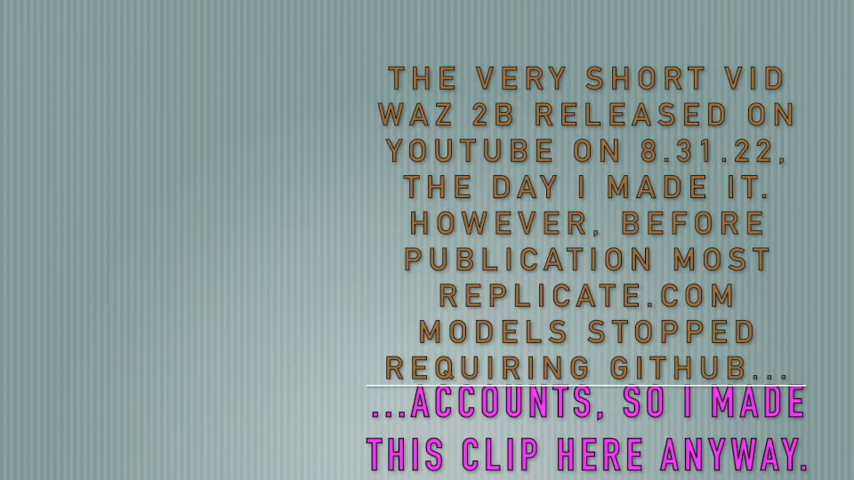 THE VERY SHORT VID
WAZ 2B RELEASED ON
YOUTUBE ON 8.31.22,
THE DAY I MADE IT.
HOWEVER, BEFORE
PUBLICATION MOST
REPLICATE.COM
MODELS STOPPED
REQUIRING GITHUB...
...ACCOUNTS, SO I MADE
THIS CLIP HERE ANYWAY.